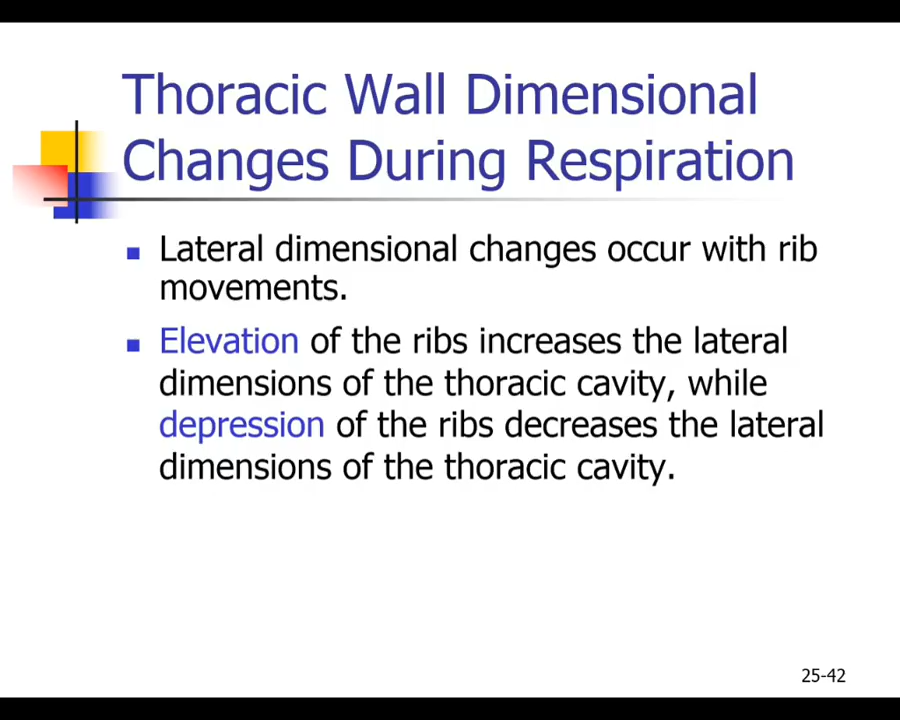 Thoracic Wall Dimensional
Changes During Respiration
Lateral dimensional changes occur with rib
movements.
Elevation of the ribs increases the lateral
dimensions of the thoracic cavity, while
depression of the ribs decreases the lateral
dimensions of the thoracic cavity.
25-42